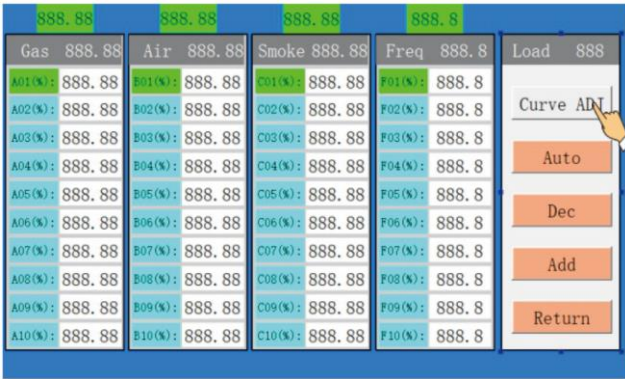 888.88 888.88 888.88 888.8
Gas 888.88 Air 888.88 Smoke 888.88 Freq 888.8 Load 888
A01(%): 888.88 B01(%): 888.88 C01(%): 888.88 F01(%): 888.8
A02(%): 888.88 B02(%): 888.88 C02(%): 888.88 F02(%): 888.8
Curve ADJ
A03(%): 888.88 B03(%): 888.88 C03(%): 888.88 F03(%): 888.8
A04(%): 888.88 B04(%): 888.88 C04(%): 888.88 F04(%): 888.8
Auto
A05(%): 888.88 B05(%): 888.88 C05(%): 888.88 F05(%): 888.8
A06(%): 888.88 B06(%): 888.88 C06(%): 888.88 F06(%): 888.8
Dec
A07(%): 888.88 B07(%): 888.88 C07(%): 888.88 F07(%): 888.8
A08(%): 888.88 B08(%): 888.88 C08(%): 888.88 F08(%): 888.8
Add
A09(%): 888.88 B09(%): 888.88 C09(%): 888.88 F09(%): 888.8
A10(%): 888.88 B10(%): 888.88 C10(%): 888.88 F10(%): 888.8
Return